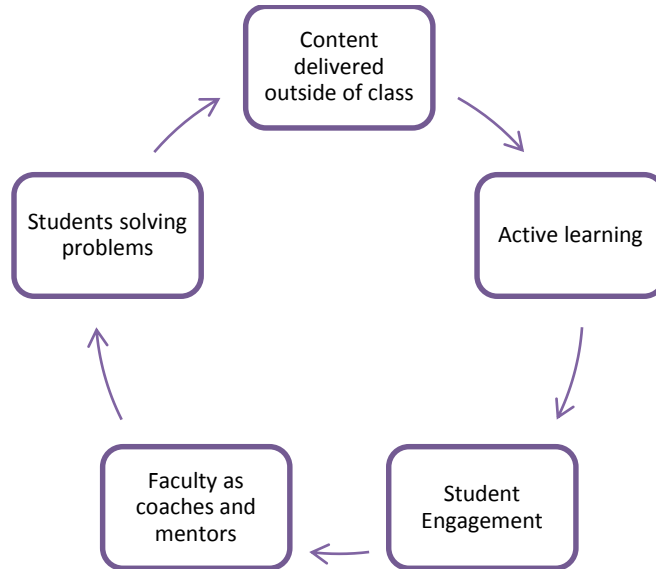 Content
delivered
outside of class
Active learning
Student
Engagement
Faculty as
coaches and
mentors
Students solving
problems